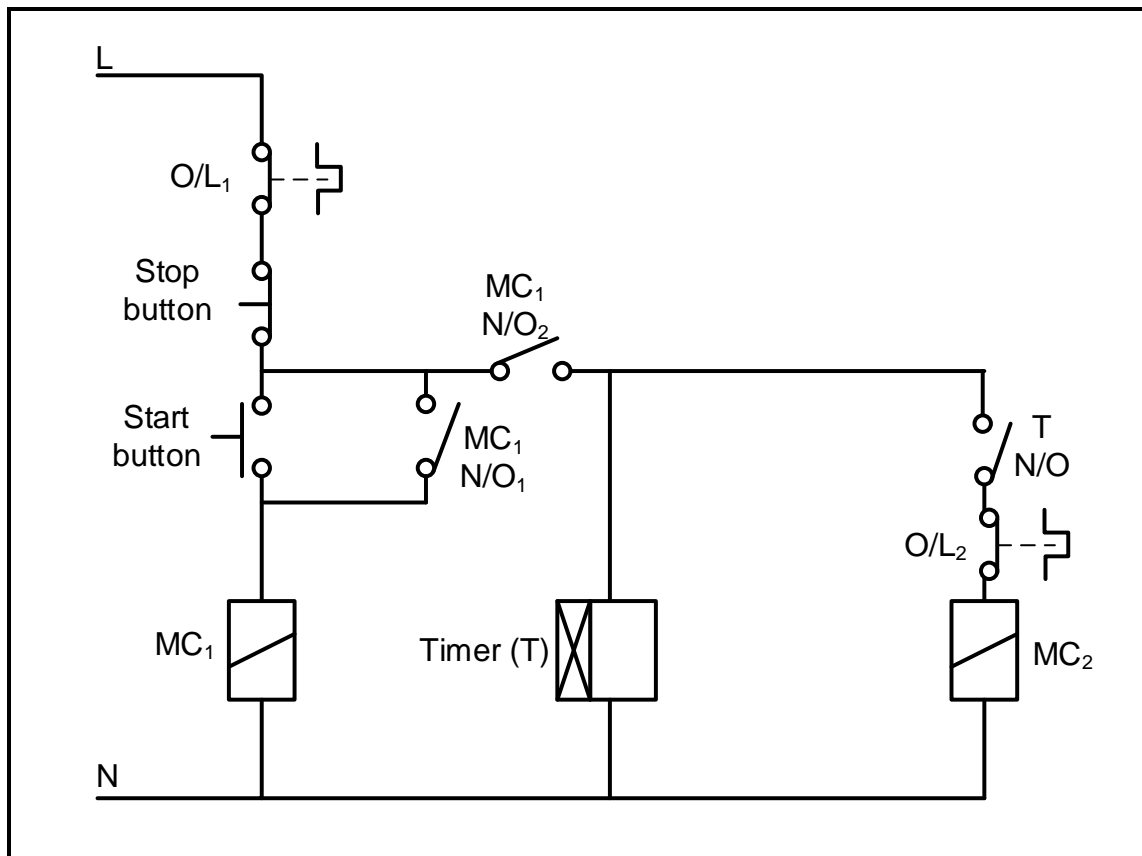 L
O/L₁
Stop
button
MC₁
N/O₂
Start
button
MC₁
N/O₁
T
N/O
O/L₂
MC₁
Timer (T)
MC₂
N